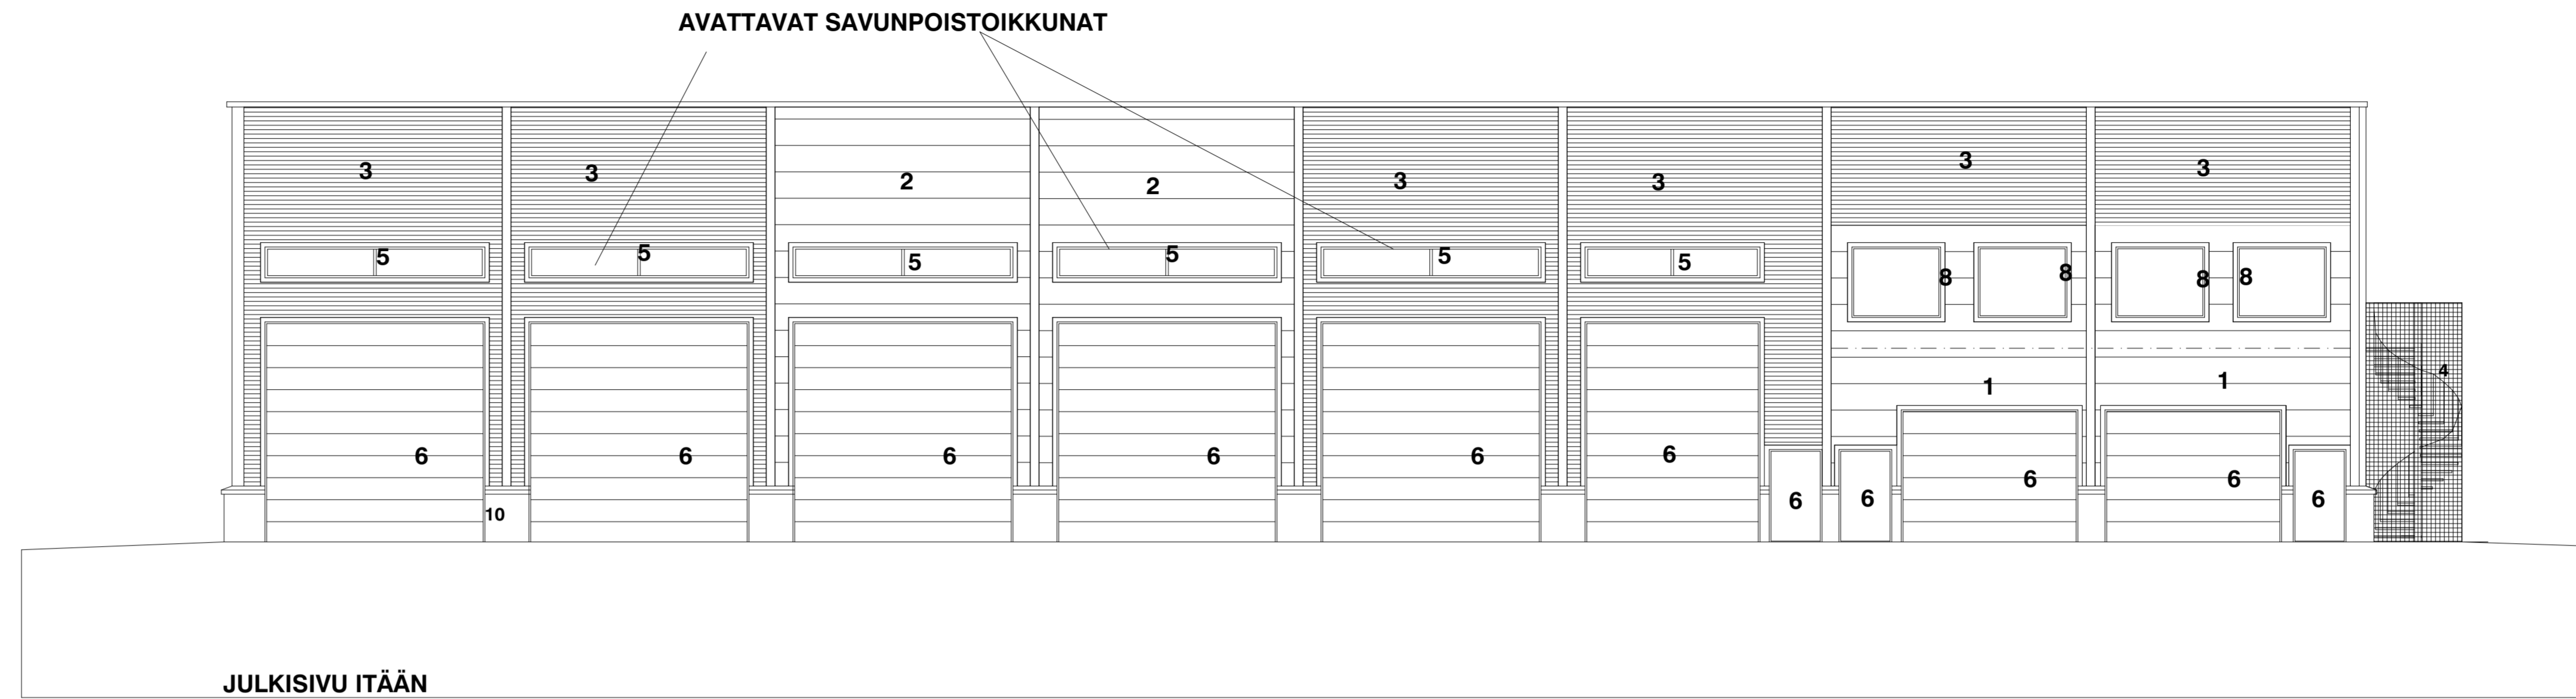 AVATTAVAT SAVUNPOISTOIKKUNAT
3 3 2 2 3 3 3 3
5 5 5 5 5 5 8 8 8 8
1 1 4
6 6 6 6 6 6 6 6 6 6 6
10
JULKISIVU ITÄÄN